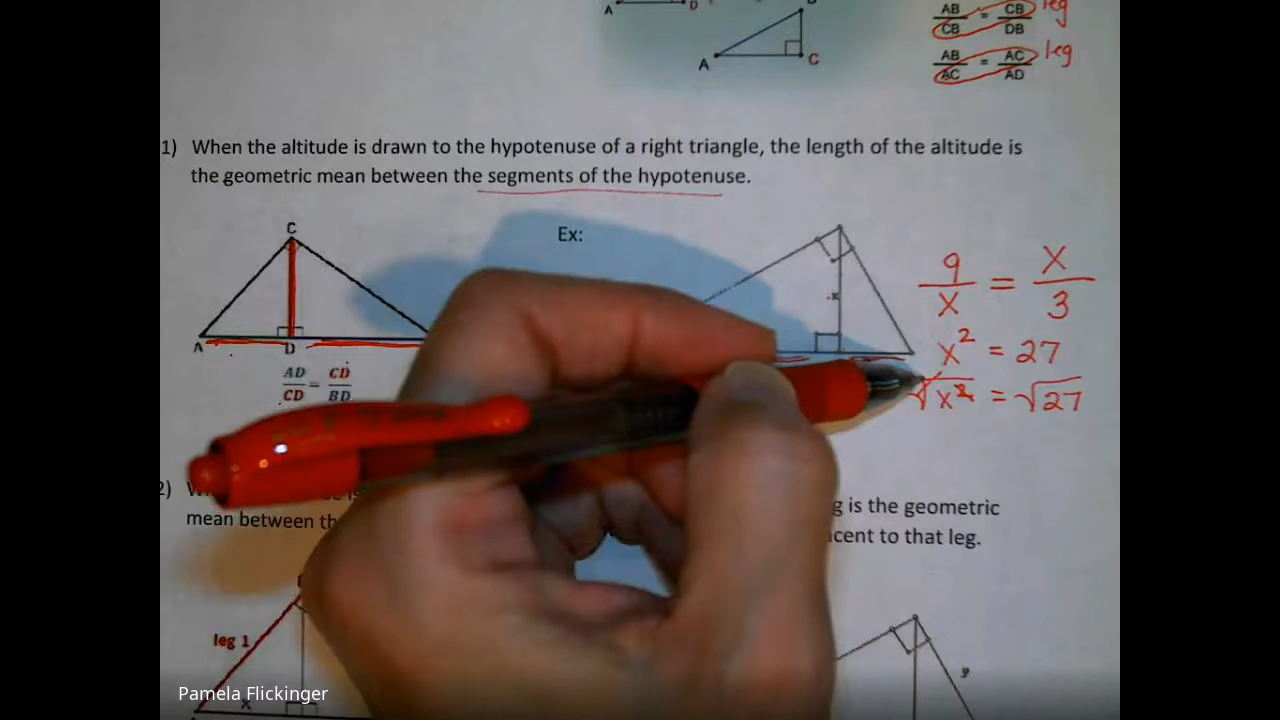 A D
A C
AB/CB = CB/DB leg
AB/AC = AC/AD leg
1) When the altitude is drawn to the hypotenuse of a right triangle, the length of the altitude is
the geometric mean between the segments of the hypotenuse.
C
A D
AD/CD = CD/BD
Ex:
x
9/x = x/3
x² = 27
√x² = √27
2)
mean between
g is the geometric
cent to that leg.
leg 1
x
y
Pamela Flickinger